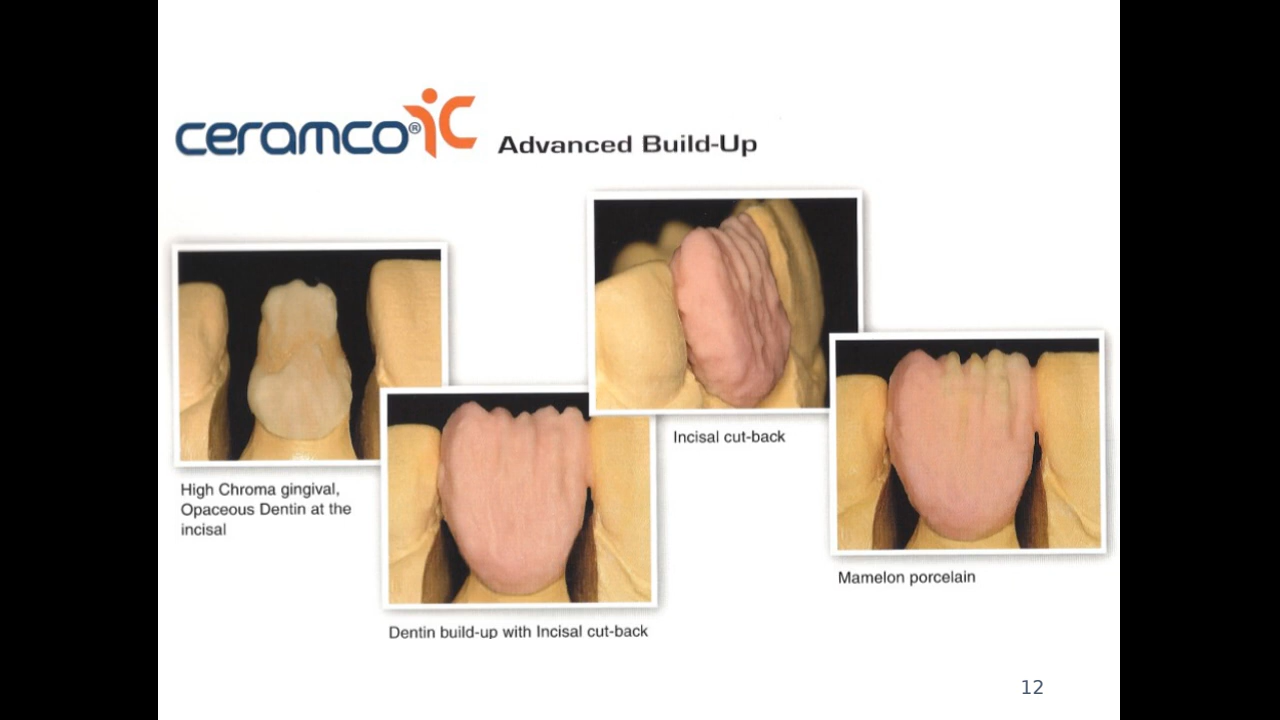 ceramco® iC Advanced Build-Up
High Chroma gingival,
Opaceous Dentin at the
incisal
Dentin build-up with Incisal cut-back
Incisal cut-back
Mamelon porcelain
12